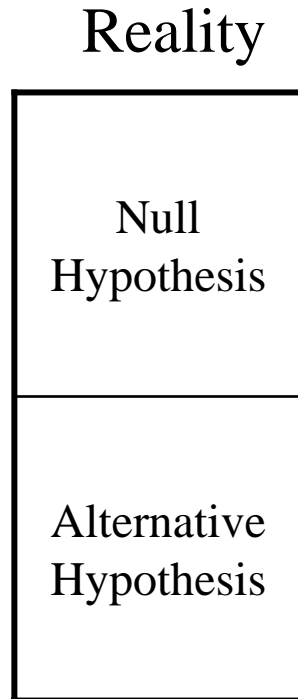 Reality
Null
Hypothesis
Alternative
Hypothesis